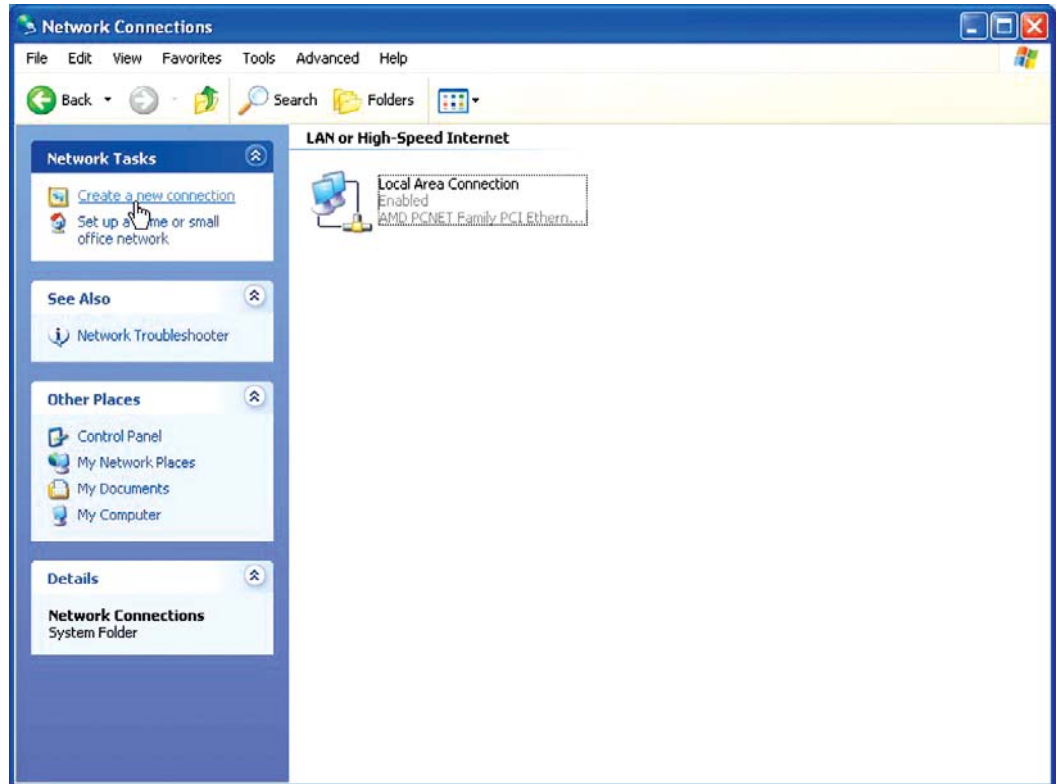 Network Connections
File Edit View Favorites Tools Advanced Help
Back Search Folders
Network Tasks
Create a new connection
Set up a home or small
office network
See Also
Network Troubleshooter
Other Places
Control Panel
My Network Places
My Documents
My Computer
Details
Network Connections
System Folder
LAN or High-Speed Internet
Local Area Connection
Enabled
AMD PCNET Family PCI Ethern...